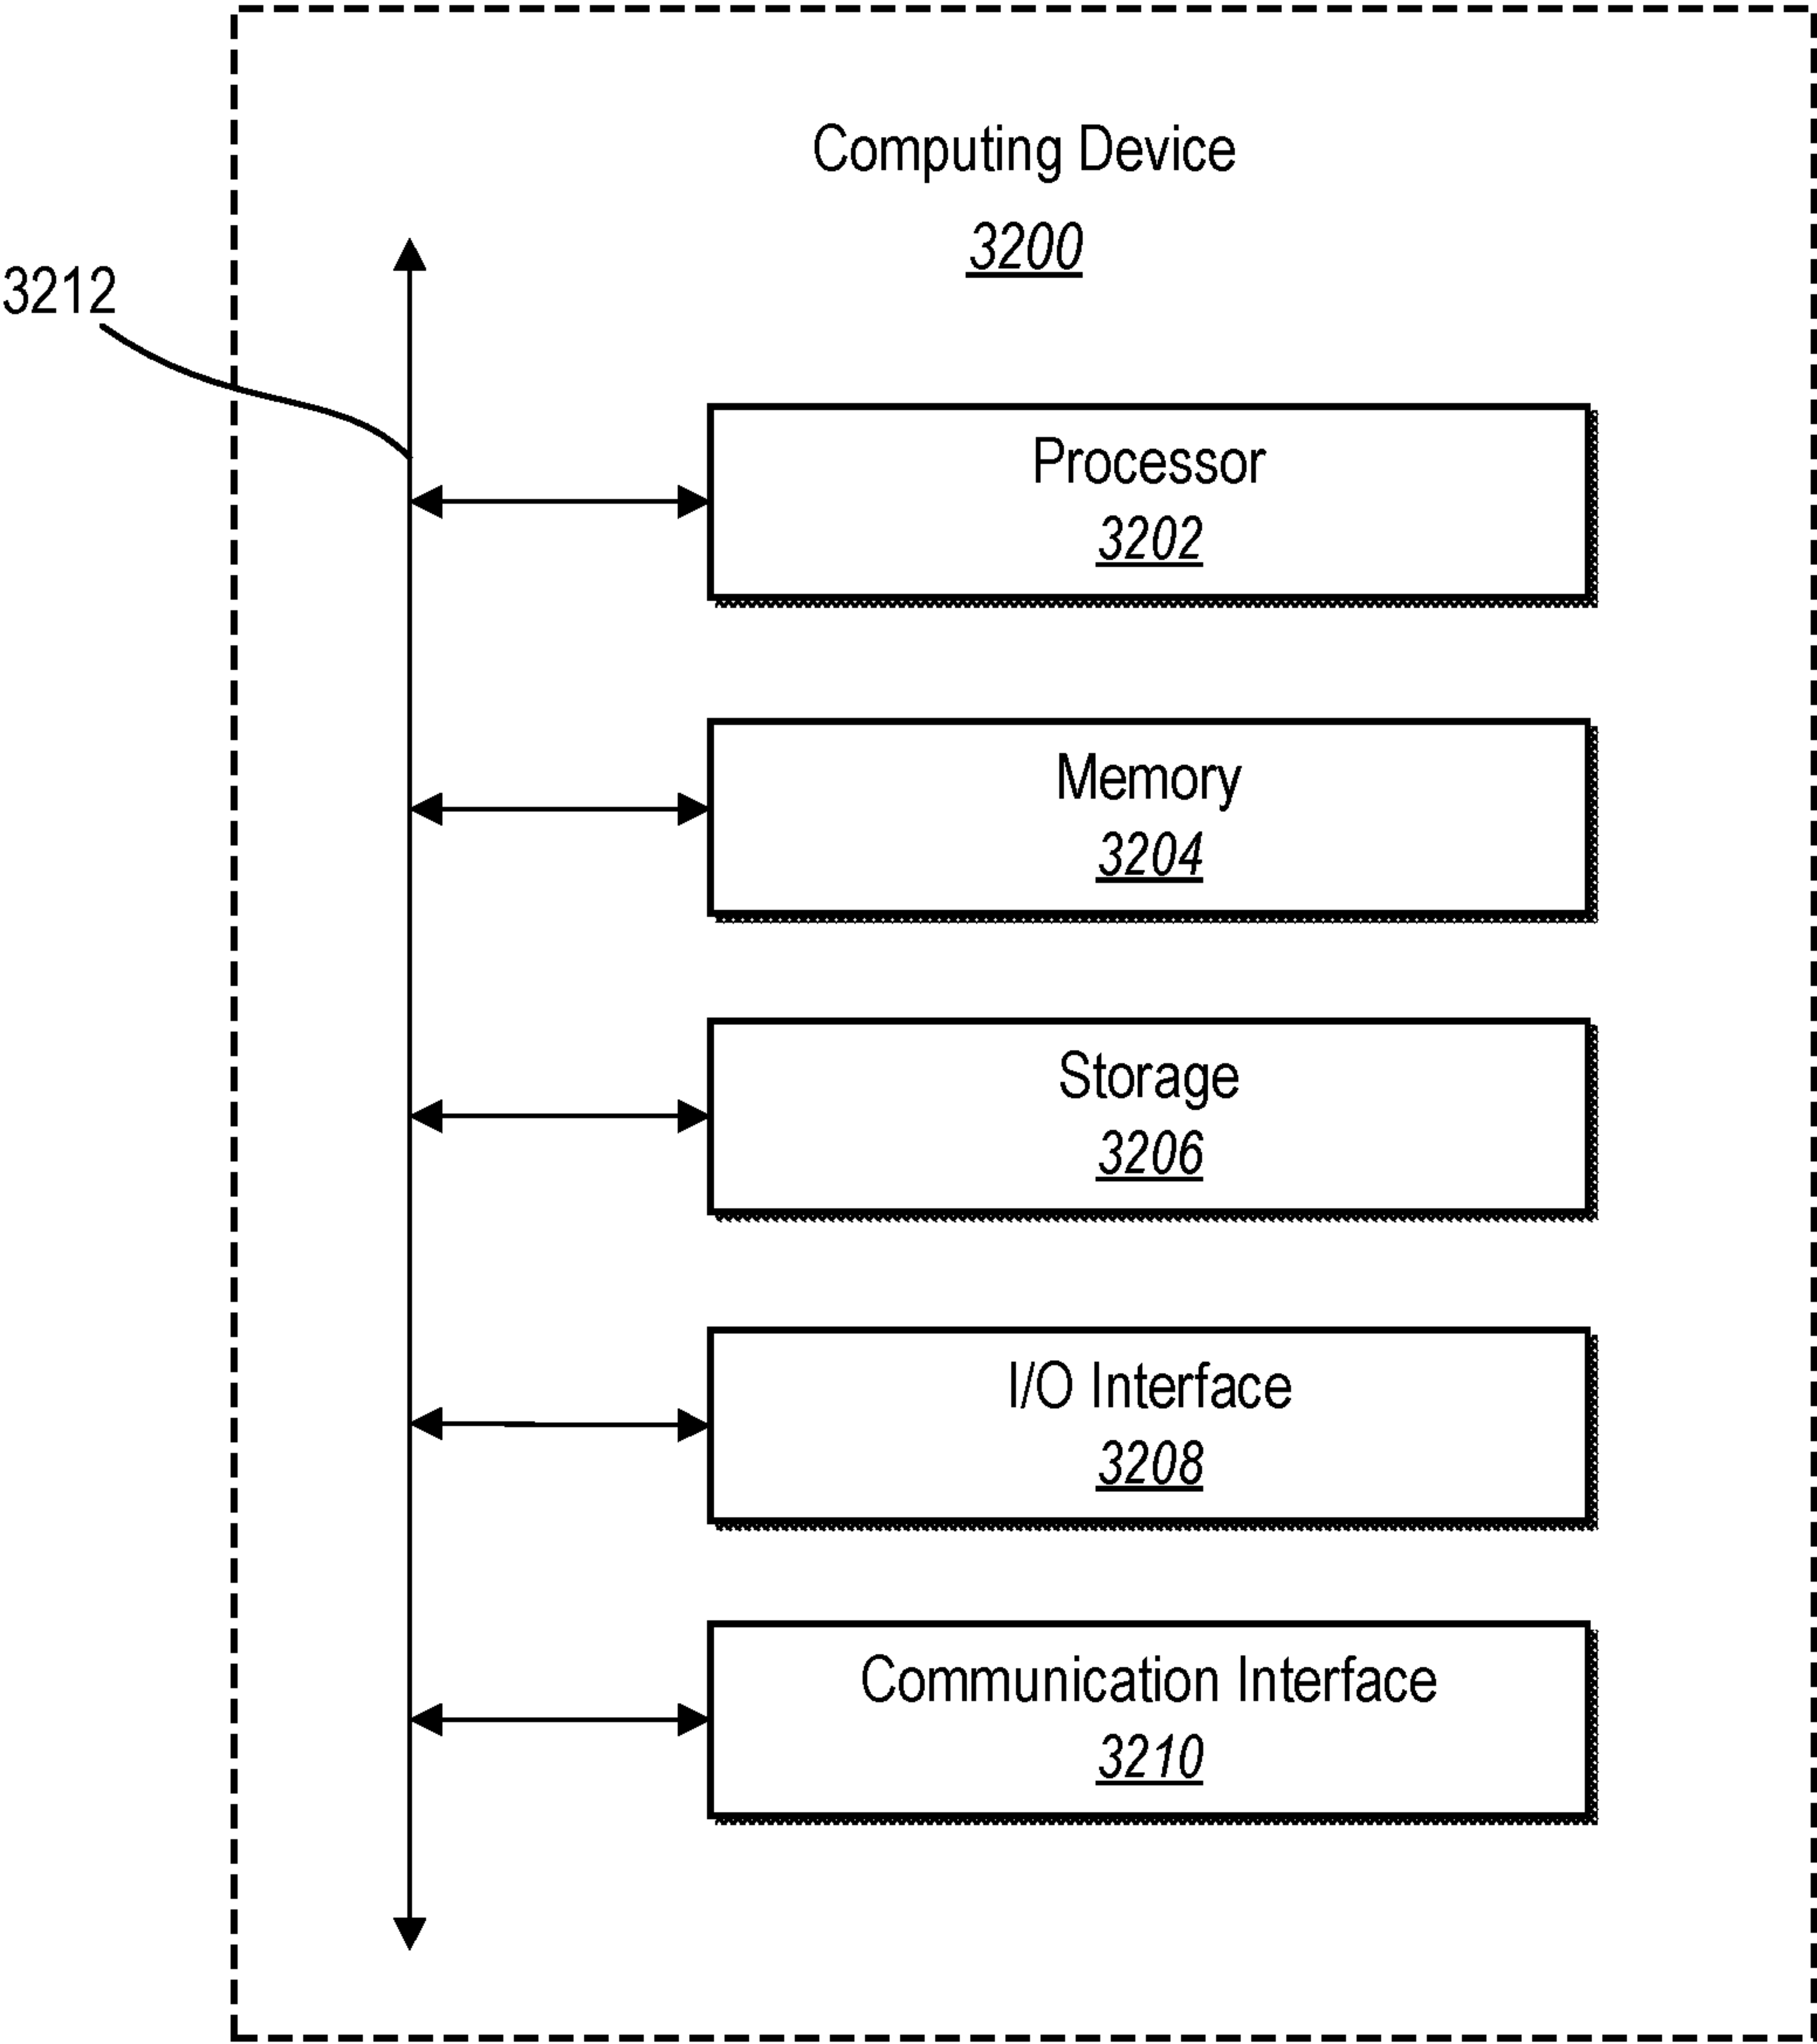 Computing Device
3200
3212
Processor
3202
Memory
3204
Storage
3206
I/O Interface
3208
Communication Interface
3210